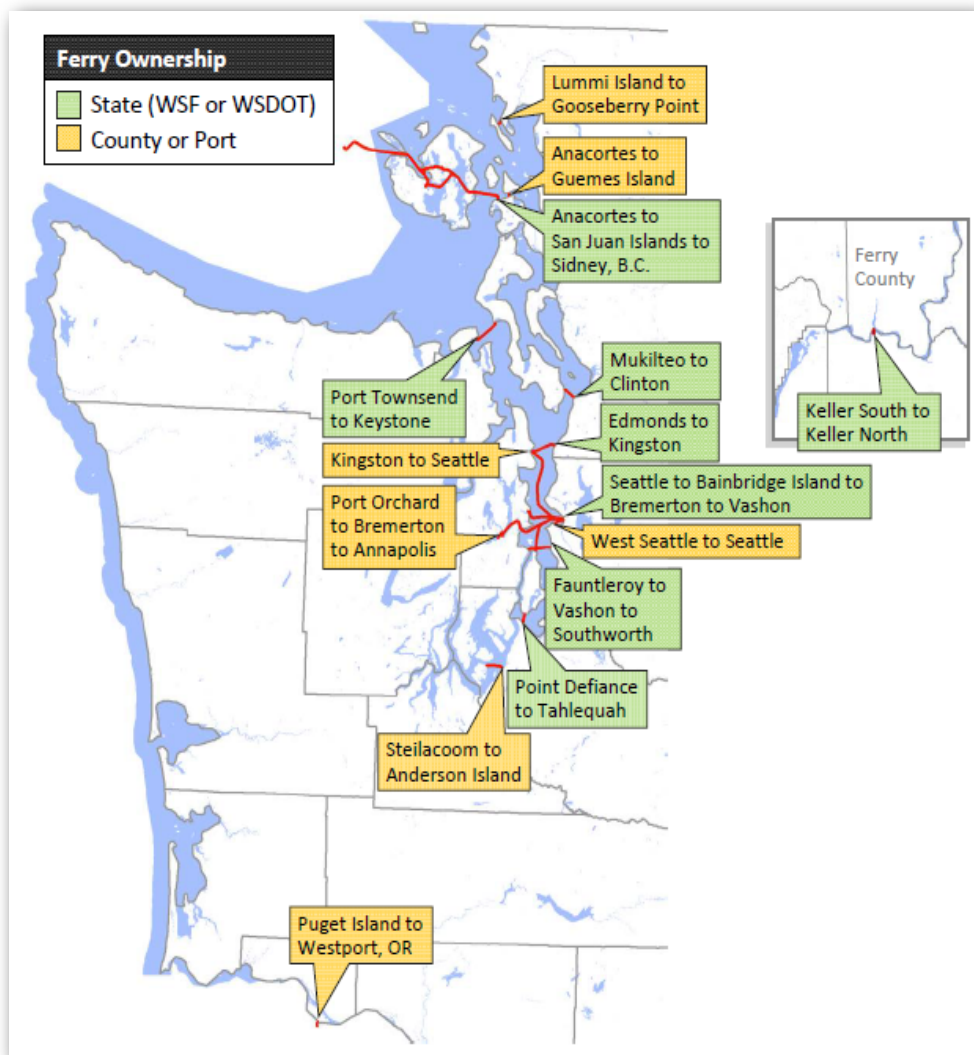 Ferry Ownership
State (WSF or WSDOT)
County or Port
Lummi Island to
Gooseberry Point
Anacortes to
Guemes Island
Anacortes to
San Juan Islands to
Sidney, B.C.
Ferry
County
Keller South to
Keller North
Port Townsend
to Keystone
Mukilteo to
Clinton
Edmonds to
Kingston
Kingston to Seattle
Seattle to Bainbridge Island to
Bremerton to Vashon
Port Orchard
to Bremerton
to Annapolis
West Seattle to Seattle
Fauntleroy to
Vashon to
Southworth
Point Defiance
to Tahlequah
Steilacoom to
Anderson Island
Puget Island to
Westport, OR